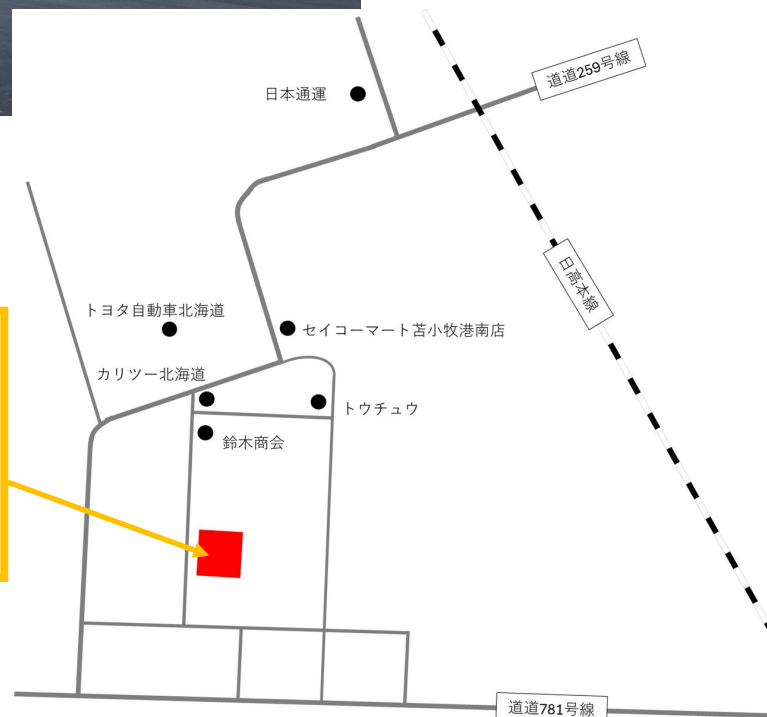 道道259号線
日本通運
日高本線
トヨタ自動車北海道
セイコーマート苫小牧港南店
カリツー北海道
トウチュウ
鈴木商会
道道781号線